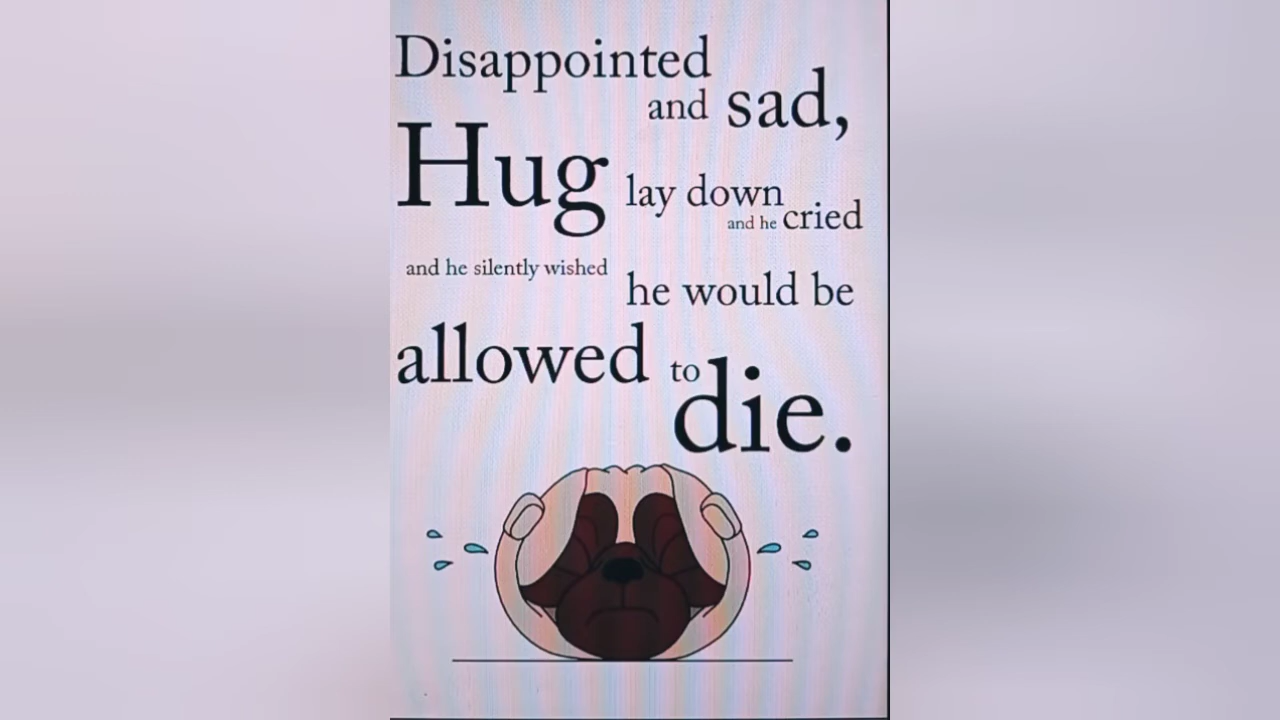 Disappointed
and sad,
Hug lay down
and he cried
and he silently wished
he would be
allowed to
die.